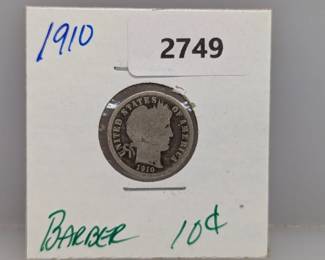 1910
2749
UNITED STATES OF AMERICA
1910
BARBER 10¢